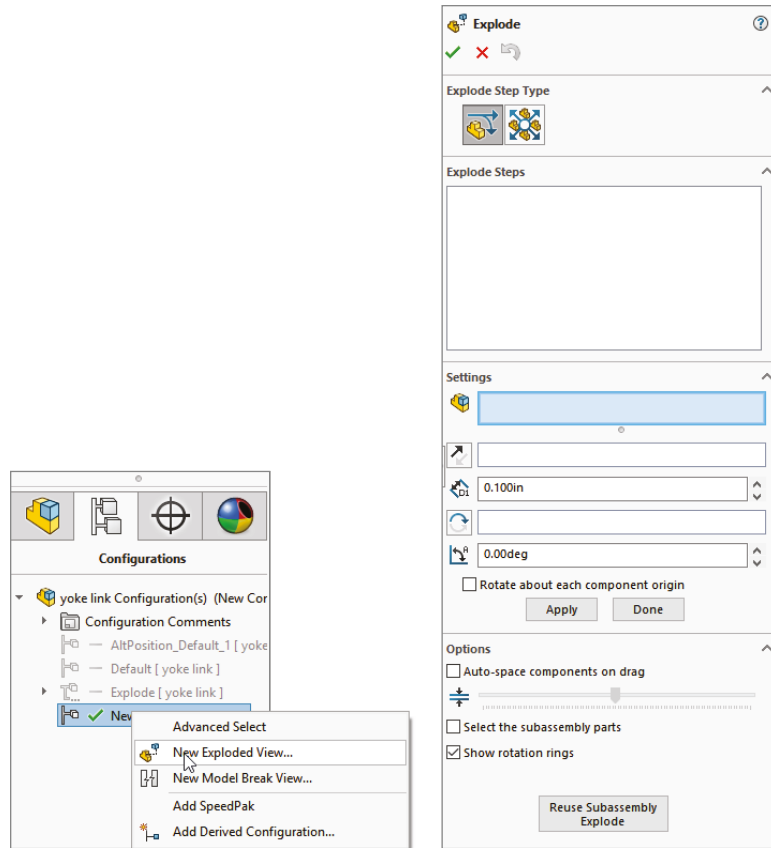 Configurations
yoke link Configuration(s) (New Cor
Configuration Comments
AltPosition_Default_1 [ yoke
Default [ yoke link ]
Explode [ yoke link ]
New
Advanced Select
New Exploded View...
New Model Break View...
Add SpeedPak
Add Derived Configuration...
Explode
Explode Step Type
Explode Steps
Settings
D1
0.100in
A
0.00deg
Rotate about each component origin
Apply Done
Options
Auto-space components on drag
Select the subassembly parts
Show rotation rings
Reuse Subassembly
Explode